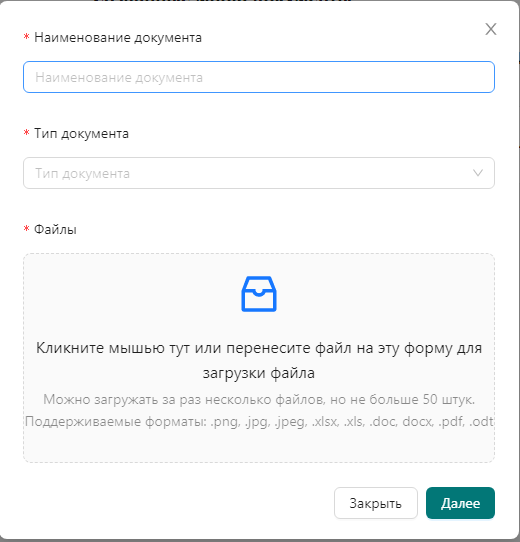 * Наименование документа
Наименование документа
* Тип документа
Тип документа
* Файлы
Кликните мышью тут или перенесите файл на эту форму для
загрузки файла
Можно загружать за раз несколько файлов, но не больше 50 штук.
Поддерживаемые форматы: .png, .jpg, .jpeg, .xlsx, .xls, .doc, docx, .pdf, .odt
Закрыть Далее